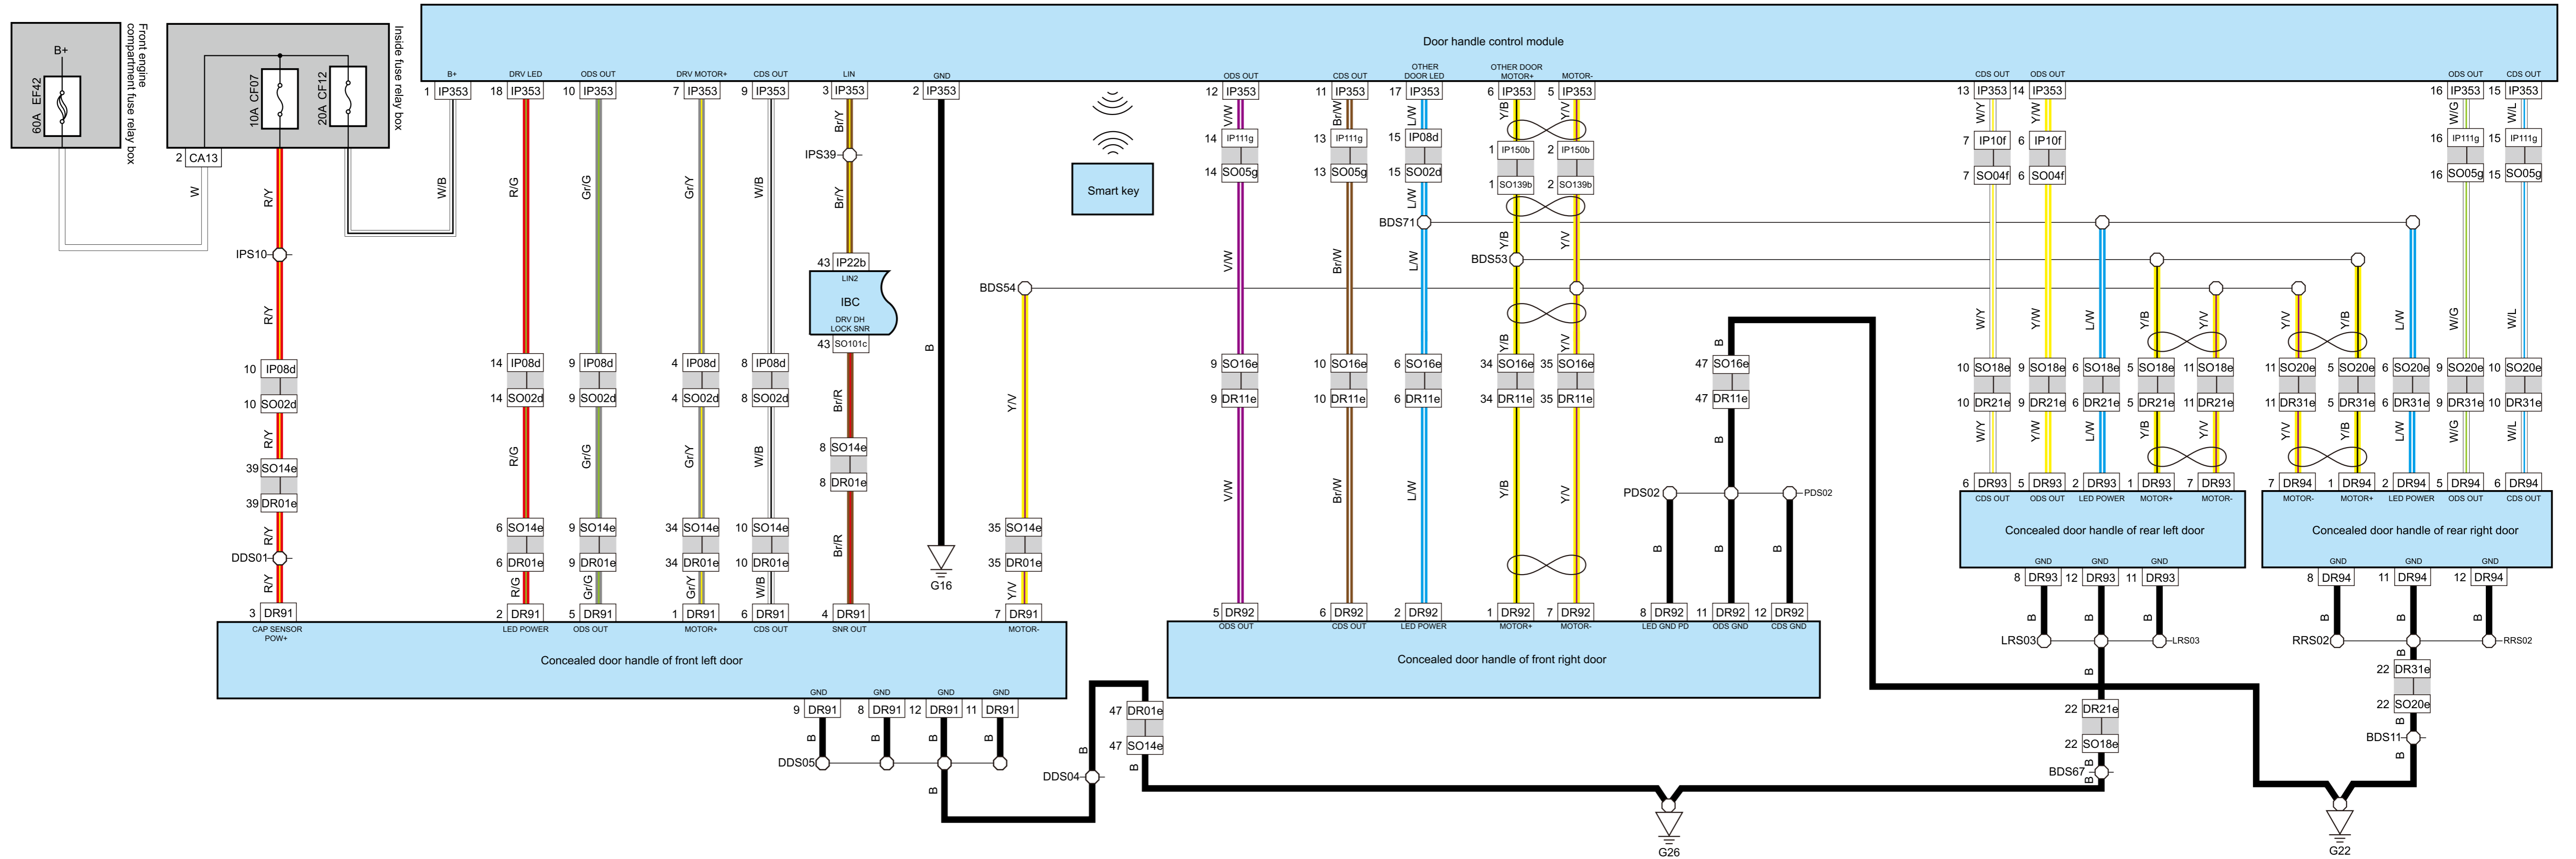 Door handle control module
Front engine
compartment fuse relay box
B+
60A EF42
Inside fuse relay box
10A CF07
20A CF12
2 CA13
W
B+ DRV LED ODS OUT DRV MOTOR+ CDS OUT LIN GND
1 IP353 18 IP353 10 IP353 7 IP353 9 IP353 3 IP353 2 IP353
ODS OUT CDS OUT OTHER DOOR LED OTHER DOOR MOTOR+ MOTOR-
12 IP353 11 IP353 17 IP353 6 IP353 5 IP353
CDS OUT ODS OUT ODS OUT CDS OUT
13 IP353 14 IP353 16 IP353 15 IP353
R/Y W/B R/G Gr/G Gr/Y W/B Br/Y
V/W Br/W L/W Y/B Y/V W/Y Y/W W/G W/L
14 IP111g 13 IP111g 15 IP08d 1 IP150b 2 IP150b 7 IP10f 6 IP10f 16 IP111g 15 IP111g
14 SO05g 13 SO05g 15 SO02d 1 SO139b 2 SO139b 7 SO04f 6 SO04f 16 SO05g 15 SO05g
IPS39
Br/Y
Smart key
IPS10
L/W
BDS71
Y/B Y/V
BDS53
BDS54
43 IP22b
LIN2
IBC
DRV DH
LOCK SNR
43 SO101c
R/Y
B
V/W Br/W L/W
Y/B Y/V
W/Y Y/W L/W Y/B Y/V Y/V Y/B L/W W/G W/L
10 IP08d 14 IP08d 9 IP08d 4 IP08d 8 IP08d
10 SO02d 14 SO02d 9 SO02d 4 SO02d 8 SO02d
9 SO16e 10 SO16e 6 SO16e 34 SO16e 35 SO16e 47 SO16e
9 DR11e 10 DR11e 6 DR11e 34 DR11e 35 DR11e 47 DR11e
B
10 SO18e 9 SO18e 6 SO18e 5 SO18e 11 SO18e 11 SO20e 5 SO20e 6 SO20e 9 SO20e 10 SO20e
10 DR21e 9 DR21e 6 DR21e 5 DR21e 11 DR21e 11 DR31e 5 DR31e 6 DR31e 9 DR31e 10 DR31e
R/Y R/G Gr/G Gr/Y W/B Br/R Y/V
B
W/Y Y/W L/W Y/B Y/V Y/V Y/B L/W W/G W/L
39 SO14e 8 SO14e
39 DR01e 8 DR01e
R/Y
V/W Br/W L/W Y/B Y/V
PDS02 PDS02
6 DR93 5 DR93 2 DR93 1 DR93 7 DR93
CDS OUT ODS OUT LED POWER MOTOR+ MOTOR-
Concealed door handle of rear left door
7 DR94 1 DR94 2 DR94 5 DR94 6 DR94
MOTOR- MOTOR+ LED POWER ODS OUT CDS OUT
Concealed door handle of rear right door
6 SO14e 9 SO14e 34 SO14e 10 SO14e 35 SO14e
6 DR01e 9 DR01e 34 DR01e 10 DR01e 35 DR01e
DDS01
R/Y R/G Gr/G Gr/Y W/B Br/R Y/V
B B B
G16
GND GND GND
8 DR93 12 DR93 11 DR93
GND GND GND
8 DR94 11 DR94 12 DR94
B B B B B B
3 DR91 2 DR91 5 DR91 1 DR91 6 DR91 4 DR91 7 DR91
CAP SENSOR
POW+
LED POWER ODS OUT MOTOR+ CDS OUT SNR OUT MOTOR-
Concealed door handle of front left door
5 DR92 6 DR92 2 DR92 1 DR92 7 DR92 8 DR92 11 DR92 12 DR92
ODS OUT CDS OUT LED POWER MOTOR+ MOTOR- LED GND PD ODS GND CDS GND
Concealed door handle of front right door
LRS03 LRS03 RRS02 RRS02
B B
22 DR31e
22 SO20e
B
BDS11
B
GND GND GND GND
9 DR91 8 DR91 12 DR91 11 DR91
B B B B
DDS05
B
B
DDS04
47 DR01e
47 SO14e
B
22 DR21e
22 SO18e
B
BDS67
B
G26
G22